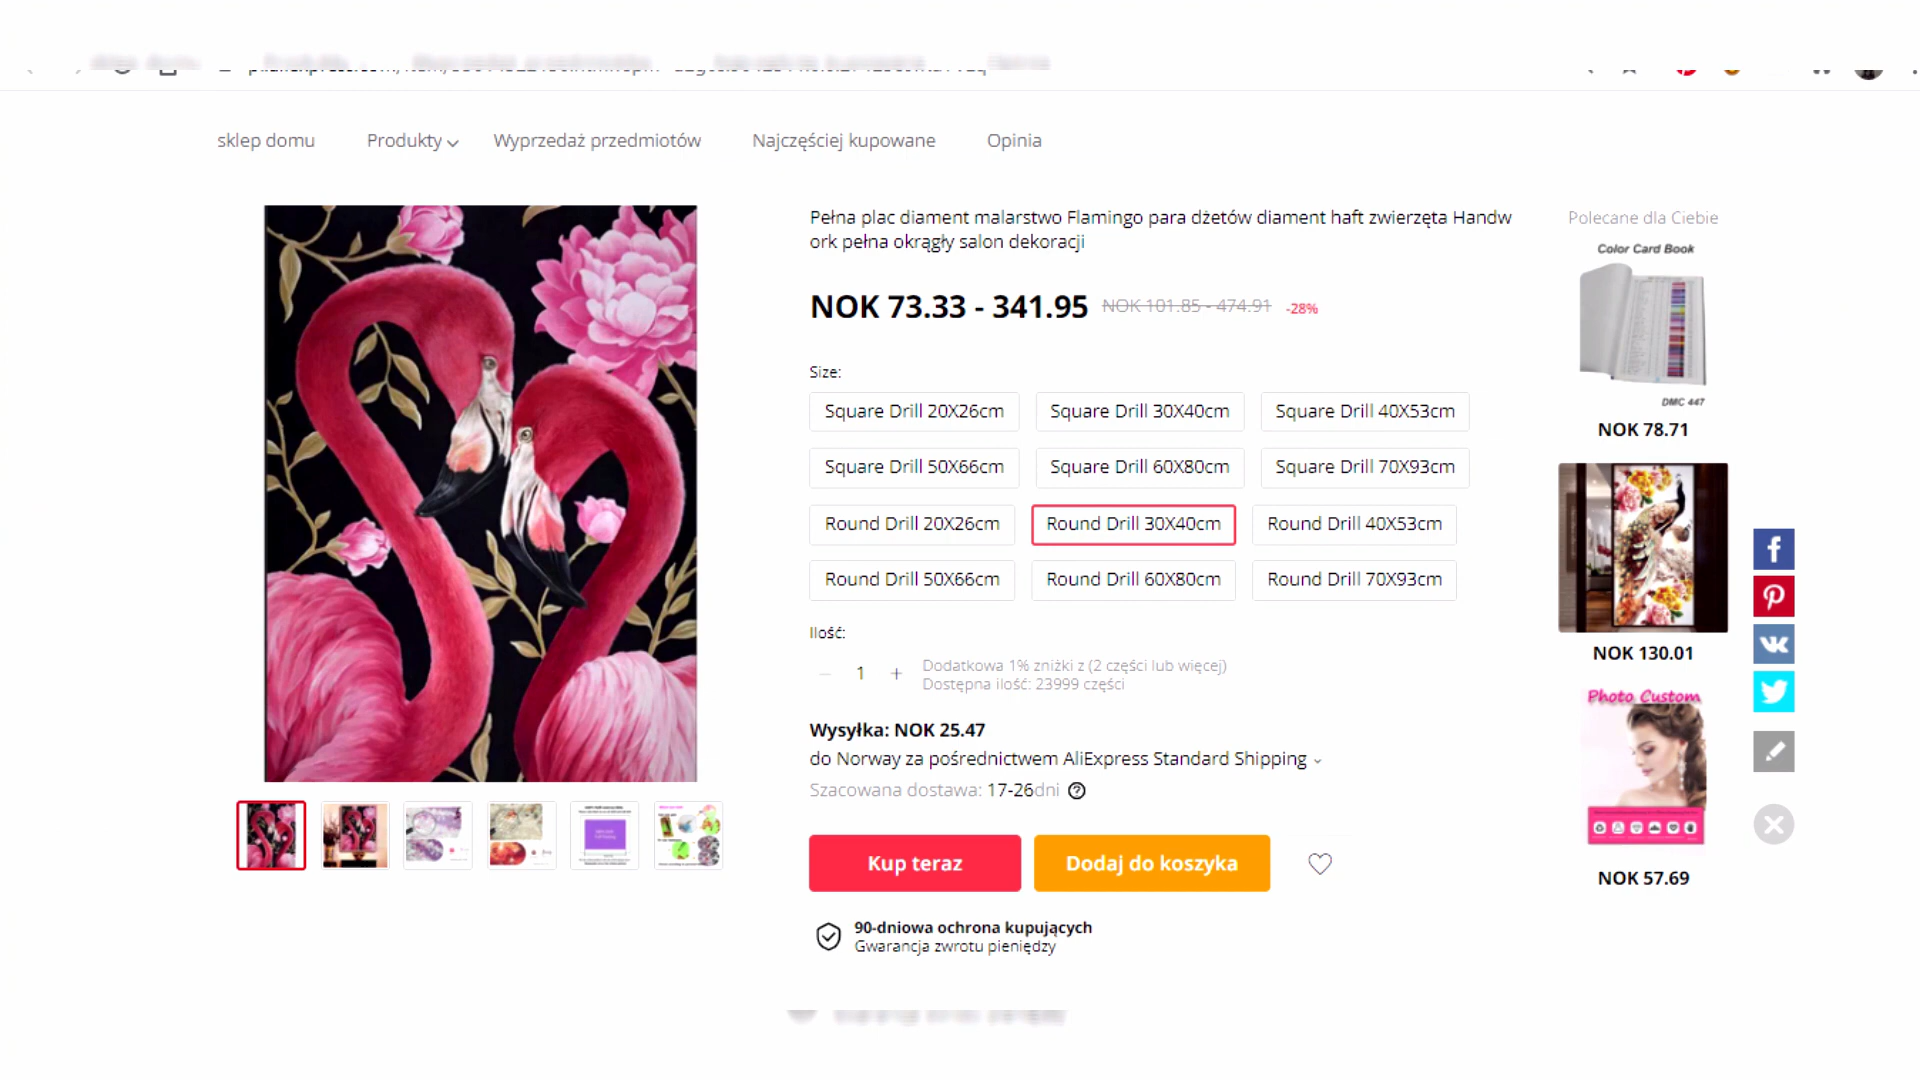 sklep domu
Produkty
Wyprzedaż przedmiotów
Najczęściej kupowane
Opinia
Pełna plac diament malarstwo Flamingo para dżetów diament haft zwierzęta Handw
ork pełna okrągły salon dekoracji
NOK 73.33 - 341.95 NOK 101.85 - 474.91 -28%
Size:
Square Drill 20X26cm
Square Drill 30X40cm
Square Drill 40X53cm
Square Drill 50X66cm
Square Drill 60X80cm
Square Drill 70X93cm
Round Drill 20X26cm
Round Drill 30X40cm
Round Drill 40X53cm
Round Drill 50X66cm
Round Drill 60X80cm
Round Drill 70X93cm
Ilość:
1
Dodatkowa 1% zniżki z (2 części lub więcej)
Dostępna ilość: 23999 części
Wysyłka: NOK 25.47
do Norway za pośrednictwem AliExpress Standard Shipping
Szacowana dostawa: 17-26dni
Kup teraz
Dodaj do koszyka
90-dniowa ochrona kupujących
Gwarancja zwrotu pieniędzy
Polecane dla Ciebie
Color Card Book
DMC 447
NOK 78.71
NOK 130.01
Photo Custom
NOK 57.69